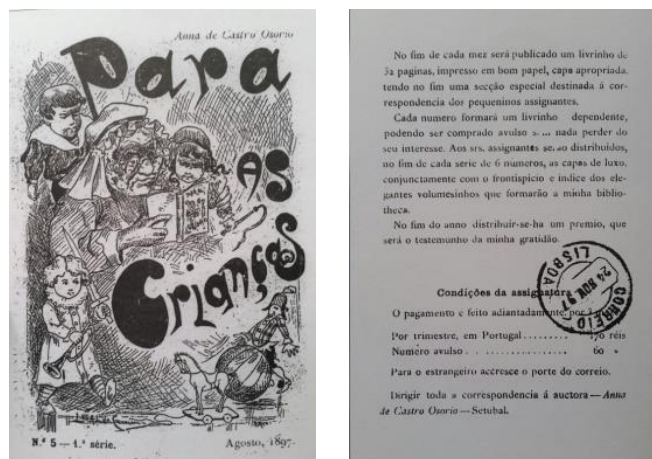 Anna de Castro Osorio
Para
As
Crianças
N.º 5 — 1.ª série.
Agosto, 1897.
No fim de cada mez será publicado um livrinho de
32 paginas, impresso em bom papel, capa apropriada,
tendo no fim uma secção especial destinada á cor-
respondencia dos pequeninos assignantes.
Cada numero formará um livrinho dependente,
podendo ser comprado avulso nada perder do
seu interesse. Aos srs. assignantes serão distribuidos,
no fim de cada serie de 6 numeros, as capas de luxo,
conjunctamente com o frontispicio e indice dos ele-
gantes volumesinhos que formarão a minha biblio-
theca.
No fim do anno distribuir-se-ha um premio, que
será o testemunho da minha gratidão.
Condições da assignatura
O pagamento é feito adiantadamente, por
Por trimestre, em Portugal......... 170 réis
Numero avulso ................... 60 »
Para o estrangeiro accresce o porte do correio.
Dirigir toda a correspondencia á auctora — Anna
de Castro Osorio — Setubal.
CORREIO
LISBOA
24 NOV 97